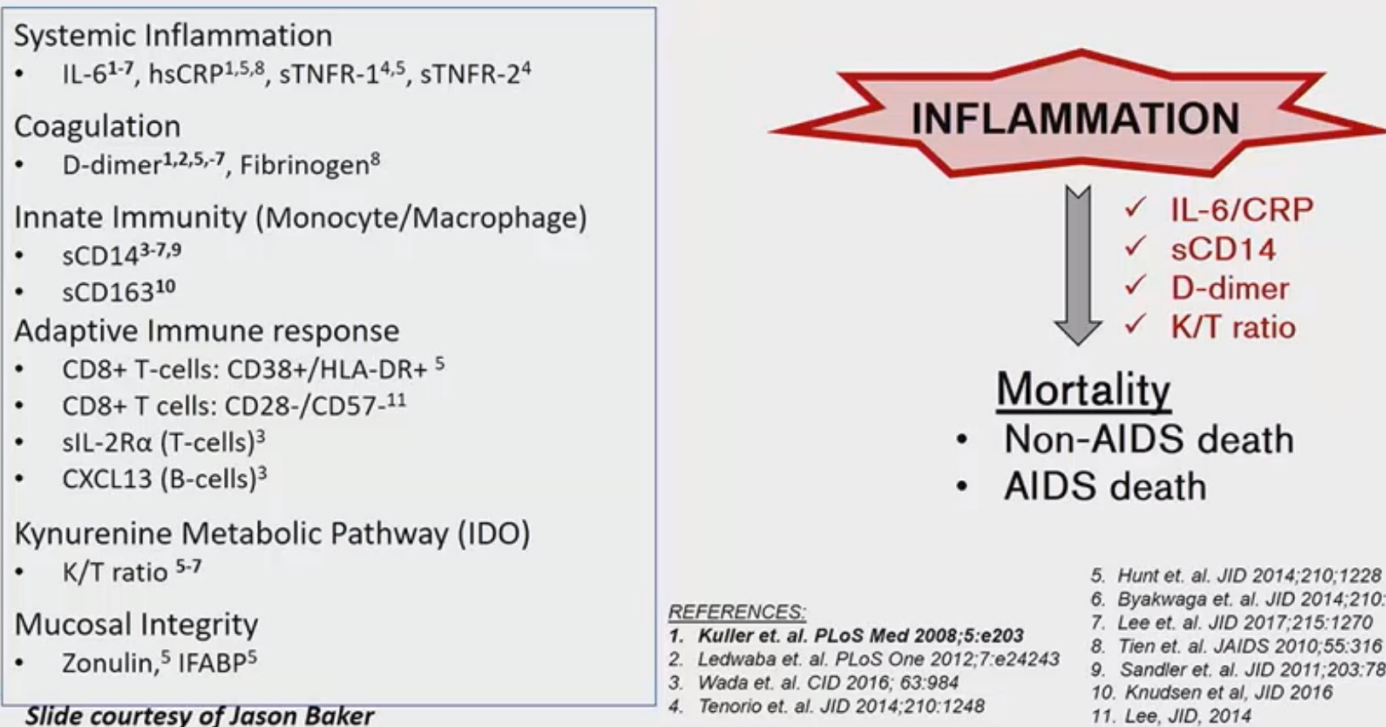 Systemic Inflammation
• IL-6¹⁻⁷, hsCRP¹,⁵,⁸, sTNFR-1⁴,⁵, sTNFR-2⁴
Coagulation
• D-dimer¹,²,⁵,⁻⁷, Fibrinogen⁸
Innate Immunity (Monocyte/Macrophage)
• sCD14³⁻⁷,⁹
• sCD163¹⁰
Adaptive Immune response
• CD8+ T-cells: CD38+/HLA-DR+ ⁵
• CD8+ T cells: CD28-/CD57-¹¹
• sIL-2Rα (T-cells)³
• CXCL13 (B-cells)³
Kynurenine Metabolic Pathway (IDO)
• K/T ratio ⁵⁻⁷
Mucosal Integrity
• Zonulin,⁵ IFABP⁵
Slide courtesy of Jason Baker
INFLAMMATION
✓ IL-6/CRP
✓ sCD14
✓ D-dimer
✓ K/T ratio
Mortality
• Non-AIDS death
• AIDS death
REFERENCES:
1. Kuller et. al. PLoS Med 2008;5:e203
2. Ledwaba et. al. PLoS One 2012;7:e24243
3. Wada et. al. CID 2016; 63:984
4. Tenorio et. al. JID 2014;210:1248
5. Hunt et. al. JID 2014;210;1228
6. Byakwaga et. al. JID 2014;210:
7. Lee et. al. JID 2017;215:1270
8. Tien et. al. JAIDS 2010;55:316
9. Sandler et. al. JID 2011;203:78
10. Knudsen et al, JID 2016
11. Lee, JID, 2014